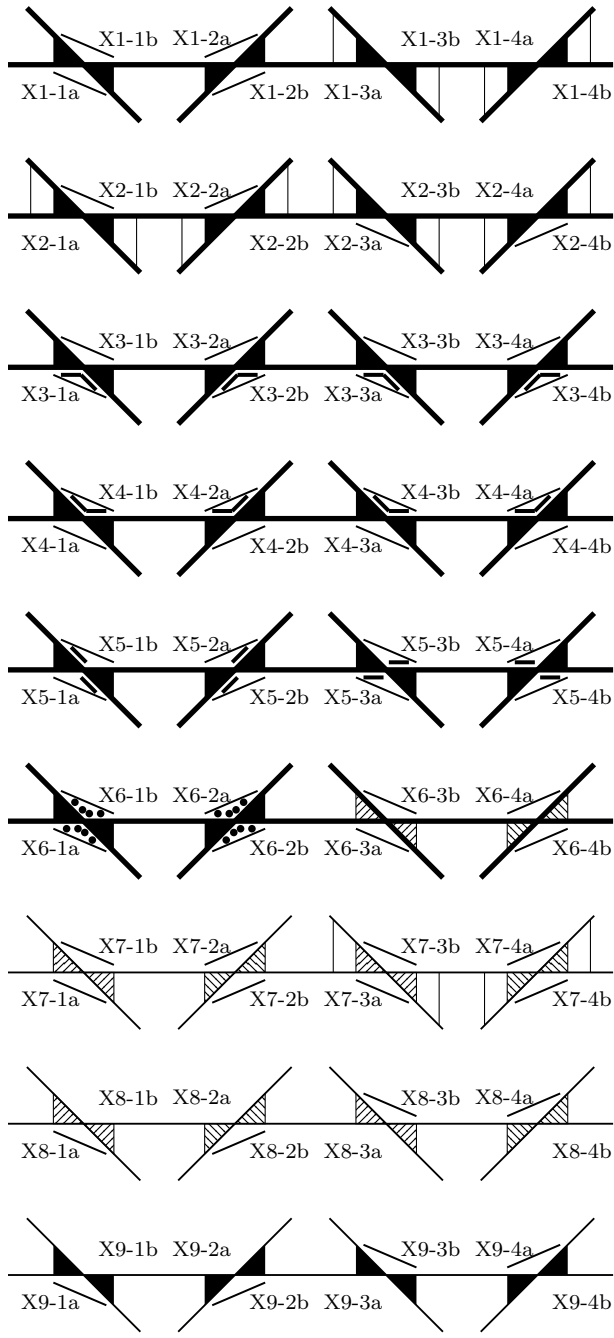 X1-1b X1-2a X1-3b X1-4a
X1-1a X1-2b X1-3a X1-4b
X2-1b X2-2a X2-3b X2-4a
X2-1a X2-2b X2-3a X2-4b
X3-1b X3-2a X3-3b X3-4a
X3-1a X3-2b X3-3a X3-4b
X4-1b X4-2a X4-3b X4-4a
X4-1a X4-2b X4-3a X4-4b
X5-1b X5-2a X5-3b X5-4a
X5-1a X5-2b X5-3a X5-4b
X6-1b X6-2a X6-3b X6-4a
X6-1a X6-2b X6-3a X6-4b
X7-1b X7-2a X7-3b X7-4a
X7-1a X7-2b X7-3a X7-4b
X8-1b X8-2a X8-3b X8-4a
X8-1a X8-2b X8-3a X8-4b
X9-1b X9-2a X9-3b X9-4a
X9-1a X9-2b X9-3a X9-4b